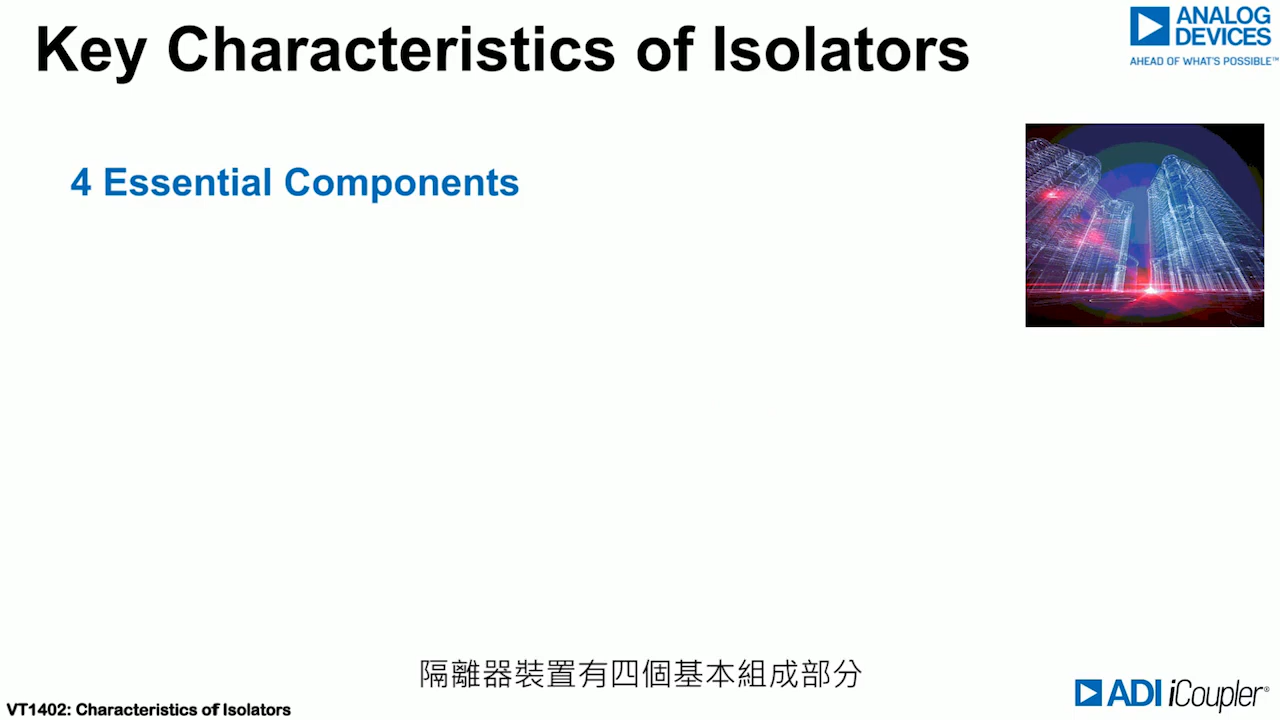 Key Characteristics of Isolators
ANALOG
DEVICES
AHEAD OF WHAT'S POSSIBLE™
4 Essential Components
隔離器裝置有四個基本組成部分
VT1402: Characteristics of Isolators
ADI iCoupler®